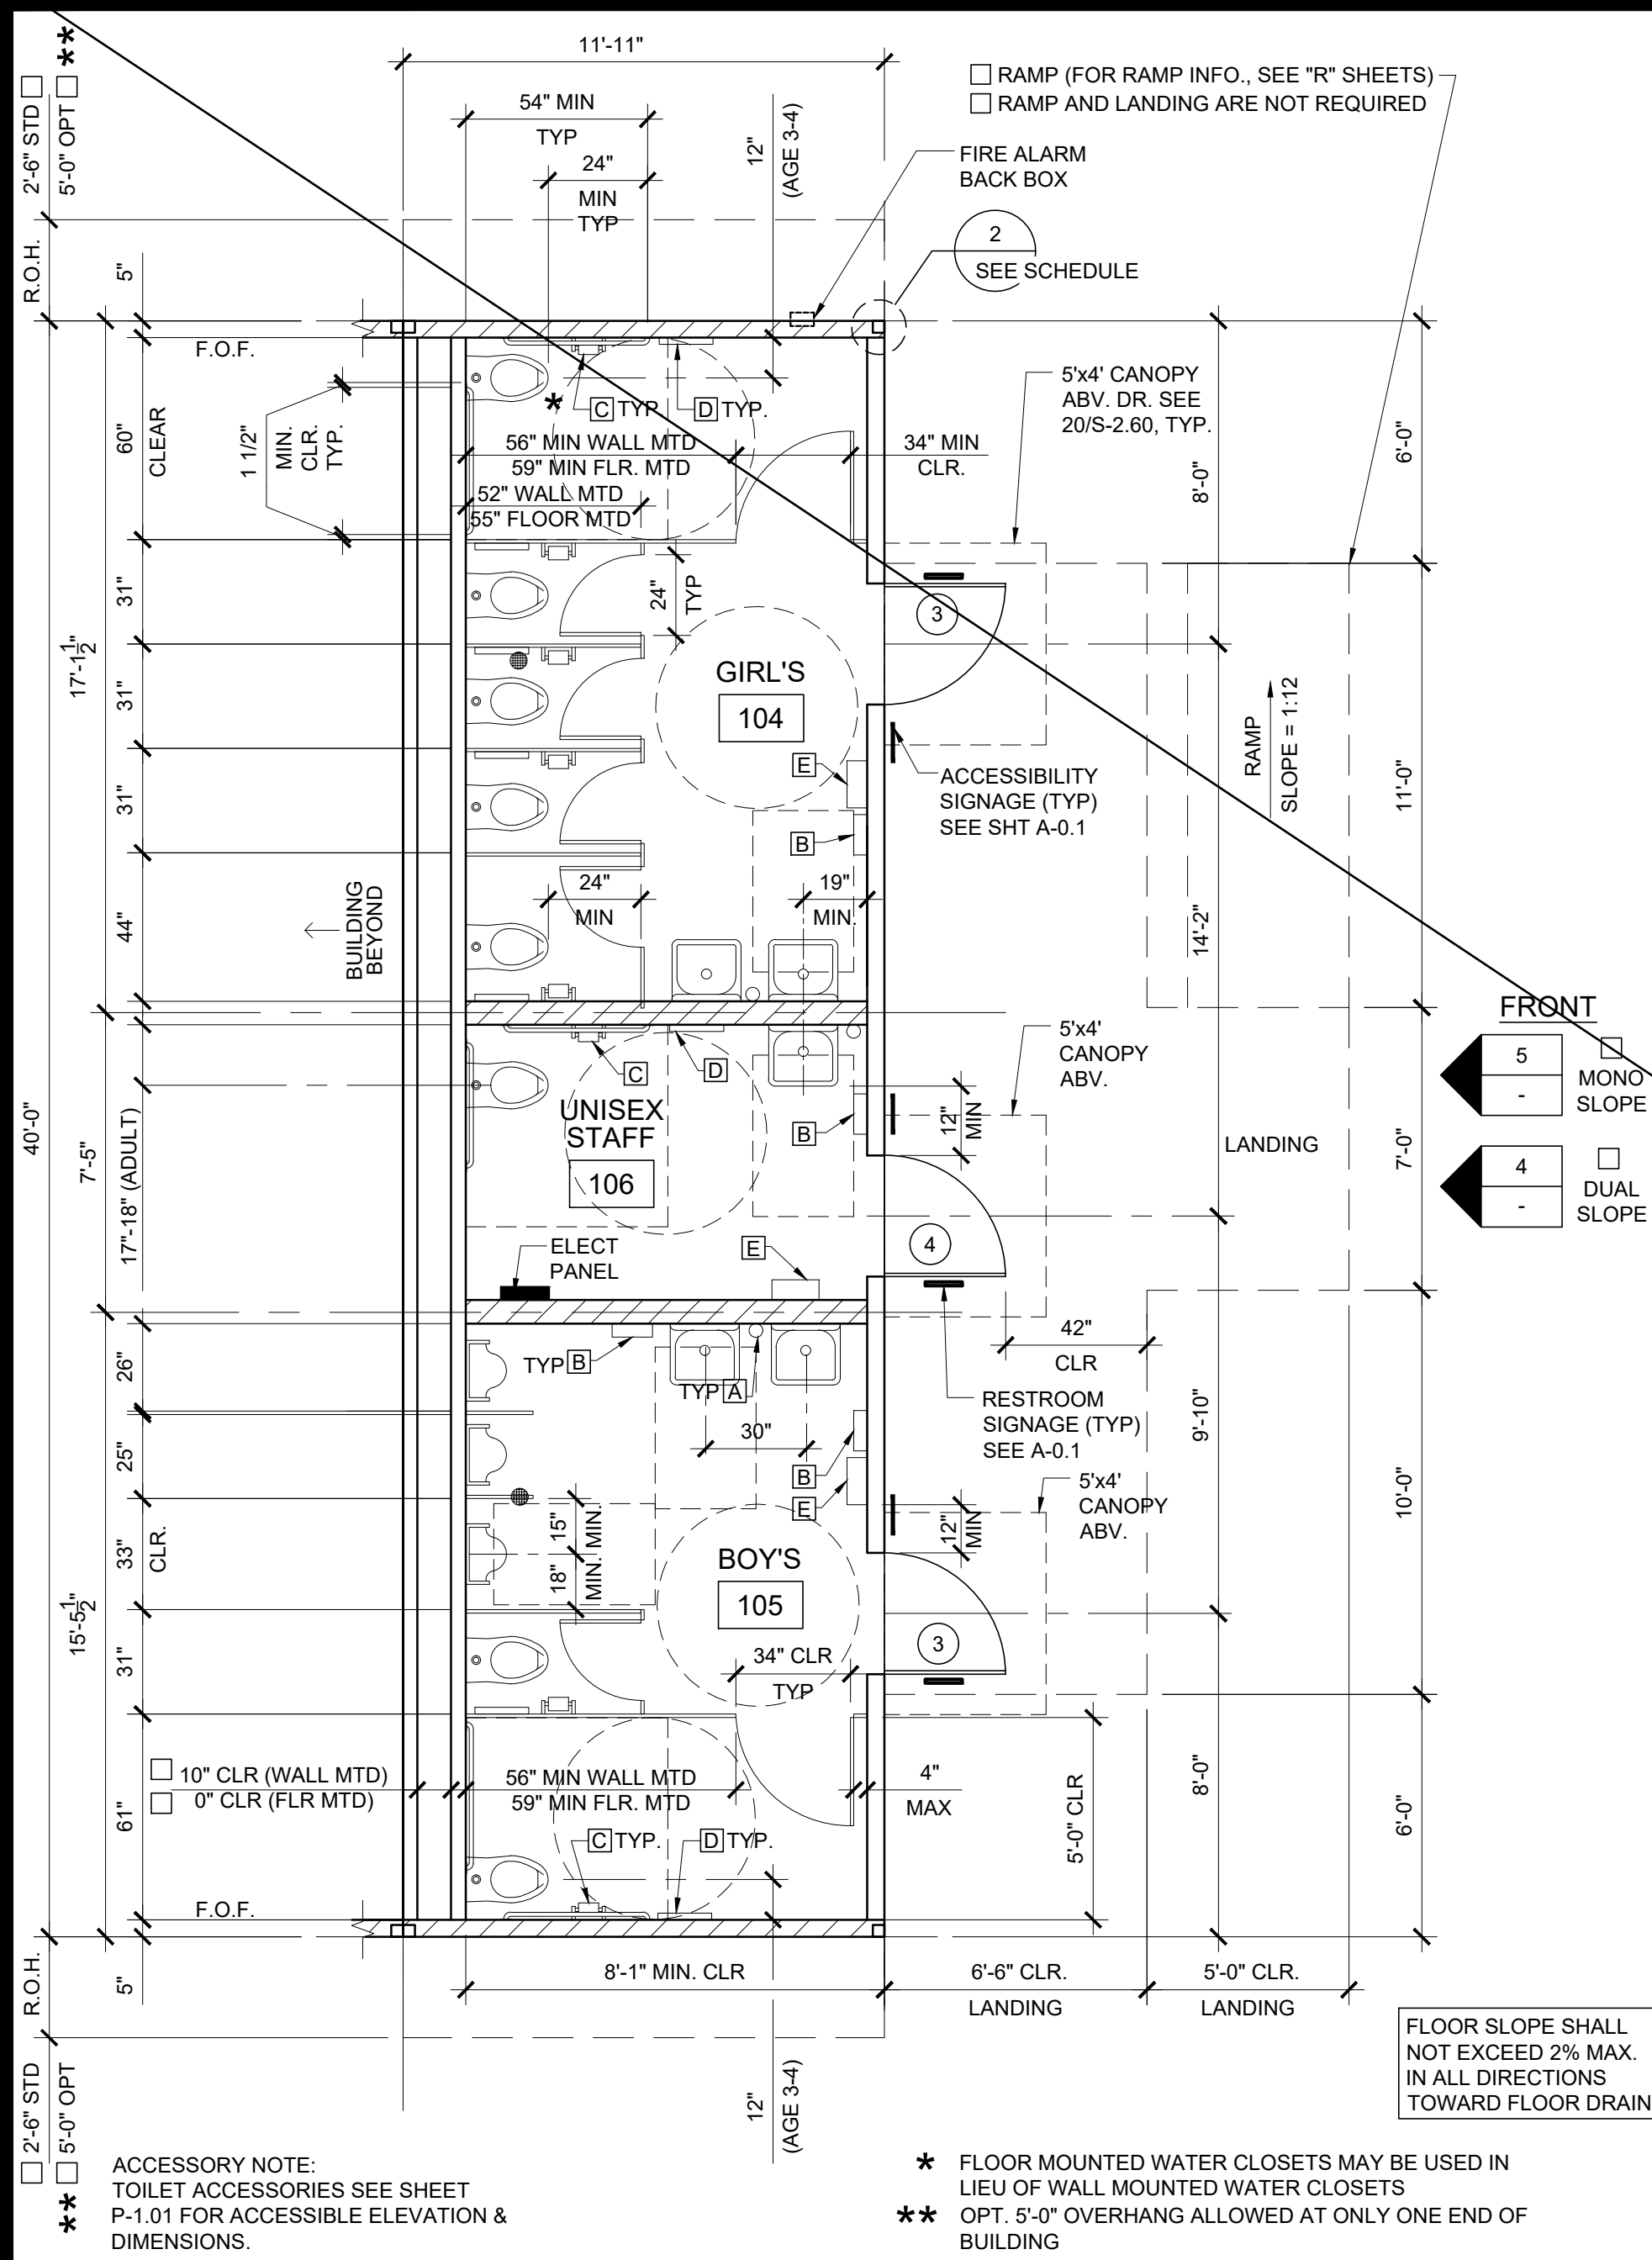 11'-11"
RAMP (FOR RAMP INFO., SEE "R" SHEETS)
RAMP AND LANDING ARE NOT REQUIRED
2'-6" STD
5'-0" OPT
**
54" MIN
TYP
24"
MIN
TYP
12"
(AGE 3-4)
FIRE ALARM
BACK BOX
2
SEE SCHEDULE
R.O.H.
5"
F.O.F.
60"
CLEAR
1 1/2"
MIN.
CLR.
TYP.
*
C TYP
D TYP.
56" MIN WALL MTD
59" MIN FLR. MTD
52" WALL MTD
55" FLOOR MTD
34" MIN
CLR.
5'x4' CANOPY
ABV. DR. SEE
20/S-2.60, TYP.
8'-0"
6'-0"
31"
24"
TYP
3
17'-1 1/2"
31"
GIRL'S
104
RAMP
SLOPE = 1:12
31"
E
ACCESSIBILITY
SIGNAGE (TYP)
SEE SHT A-0.1
11'-0"
B
44"
BUILDING
BEYOND
24"
MIN
19"
MIN.
14'-2"
FRONT
5
-
MONO
SLOPE
4
-
DUAL
SLOPE
40'-0"
7'-5"
17"-18" (ADULT)
C
D
UNISEX
STAFF
106
B
12"
MIN
5'x4'
CANOPY
ABV.
LANDING
7'-0"
ELECT
PANEL
E
4
42"
CLR
26"
TYP B
TYP A
RESTROOM
SIGNAGE (TYP)
SEE A-0.1
9'-10"
25"
30"
B
E
5'x4'
CANOPY
ABV.
10'-0"
33"
CLR.
15"
MIN.
18"
MIN.
12"
MIN
BOY'S
105
15'-5 1/2"
31"
34" CLR
TYP
3
10" CLR (WALL MTD)
0" CLR (FLR MTD)
56" MIN WALL MTD
59" MIN FLR. MTD
4"
MAX
61"
C TYP.
D TYP.
5'-0" CLR
8'-0"
6'-0"
F.O.F.
R.O.H.
5"
8'-1" MIN. CLR
6'-6" CLR.
LANDING
5'-0" CLR.
LANDING
2'-6" STD
5'-0" OPT
**
12"
(AGE 3-4)
FLOOR SLOPE SHALL
NOT EXCEED 2% MAX.
IN ALL DIRECTIONS
TOWARD FLOOR DRAIN
ACCESSORY NOTE:
TOILET ACCESSORIES SEE SHEET
P-1.01 FOR ACCESSIBLE ELEVATION &
DIMENSIONS.
* FLOOR MOUNTED WATER CLOSETS MAY BE USED IN
LIEU OF WALL MOUNTED WATER CLOSETS
** OPT. 5'-0" OVERHANG ALLOWED AT ONLY ONE END OF
BUILDING